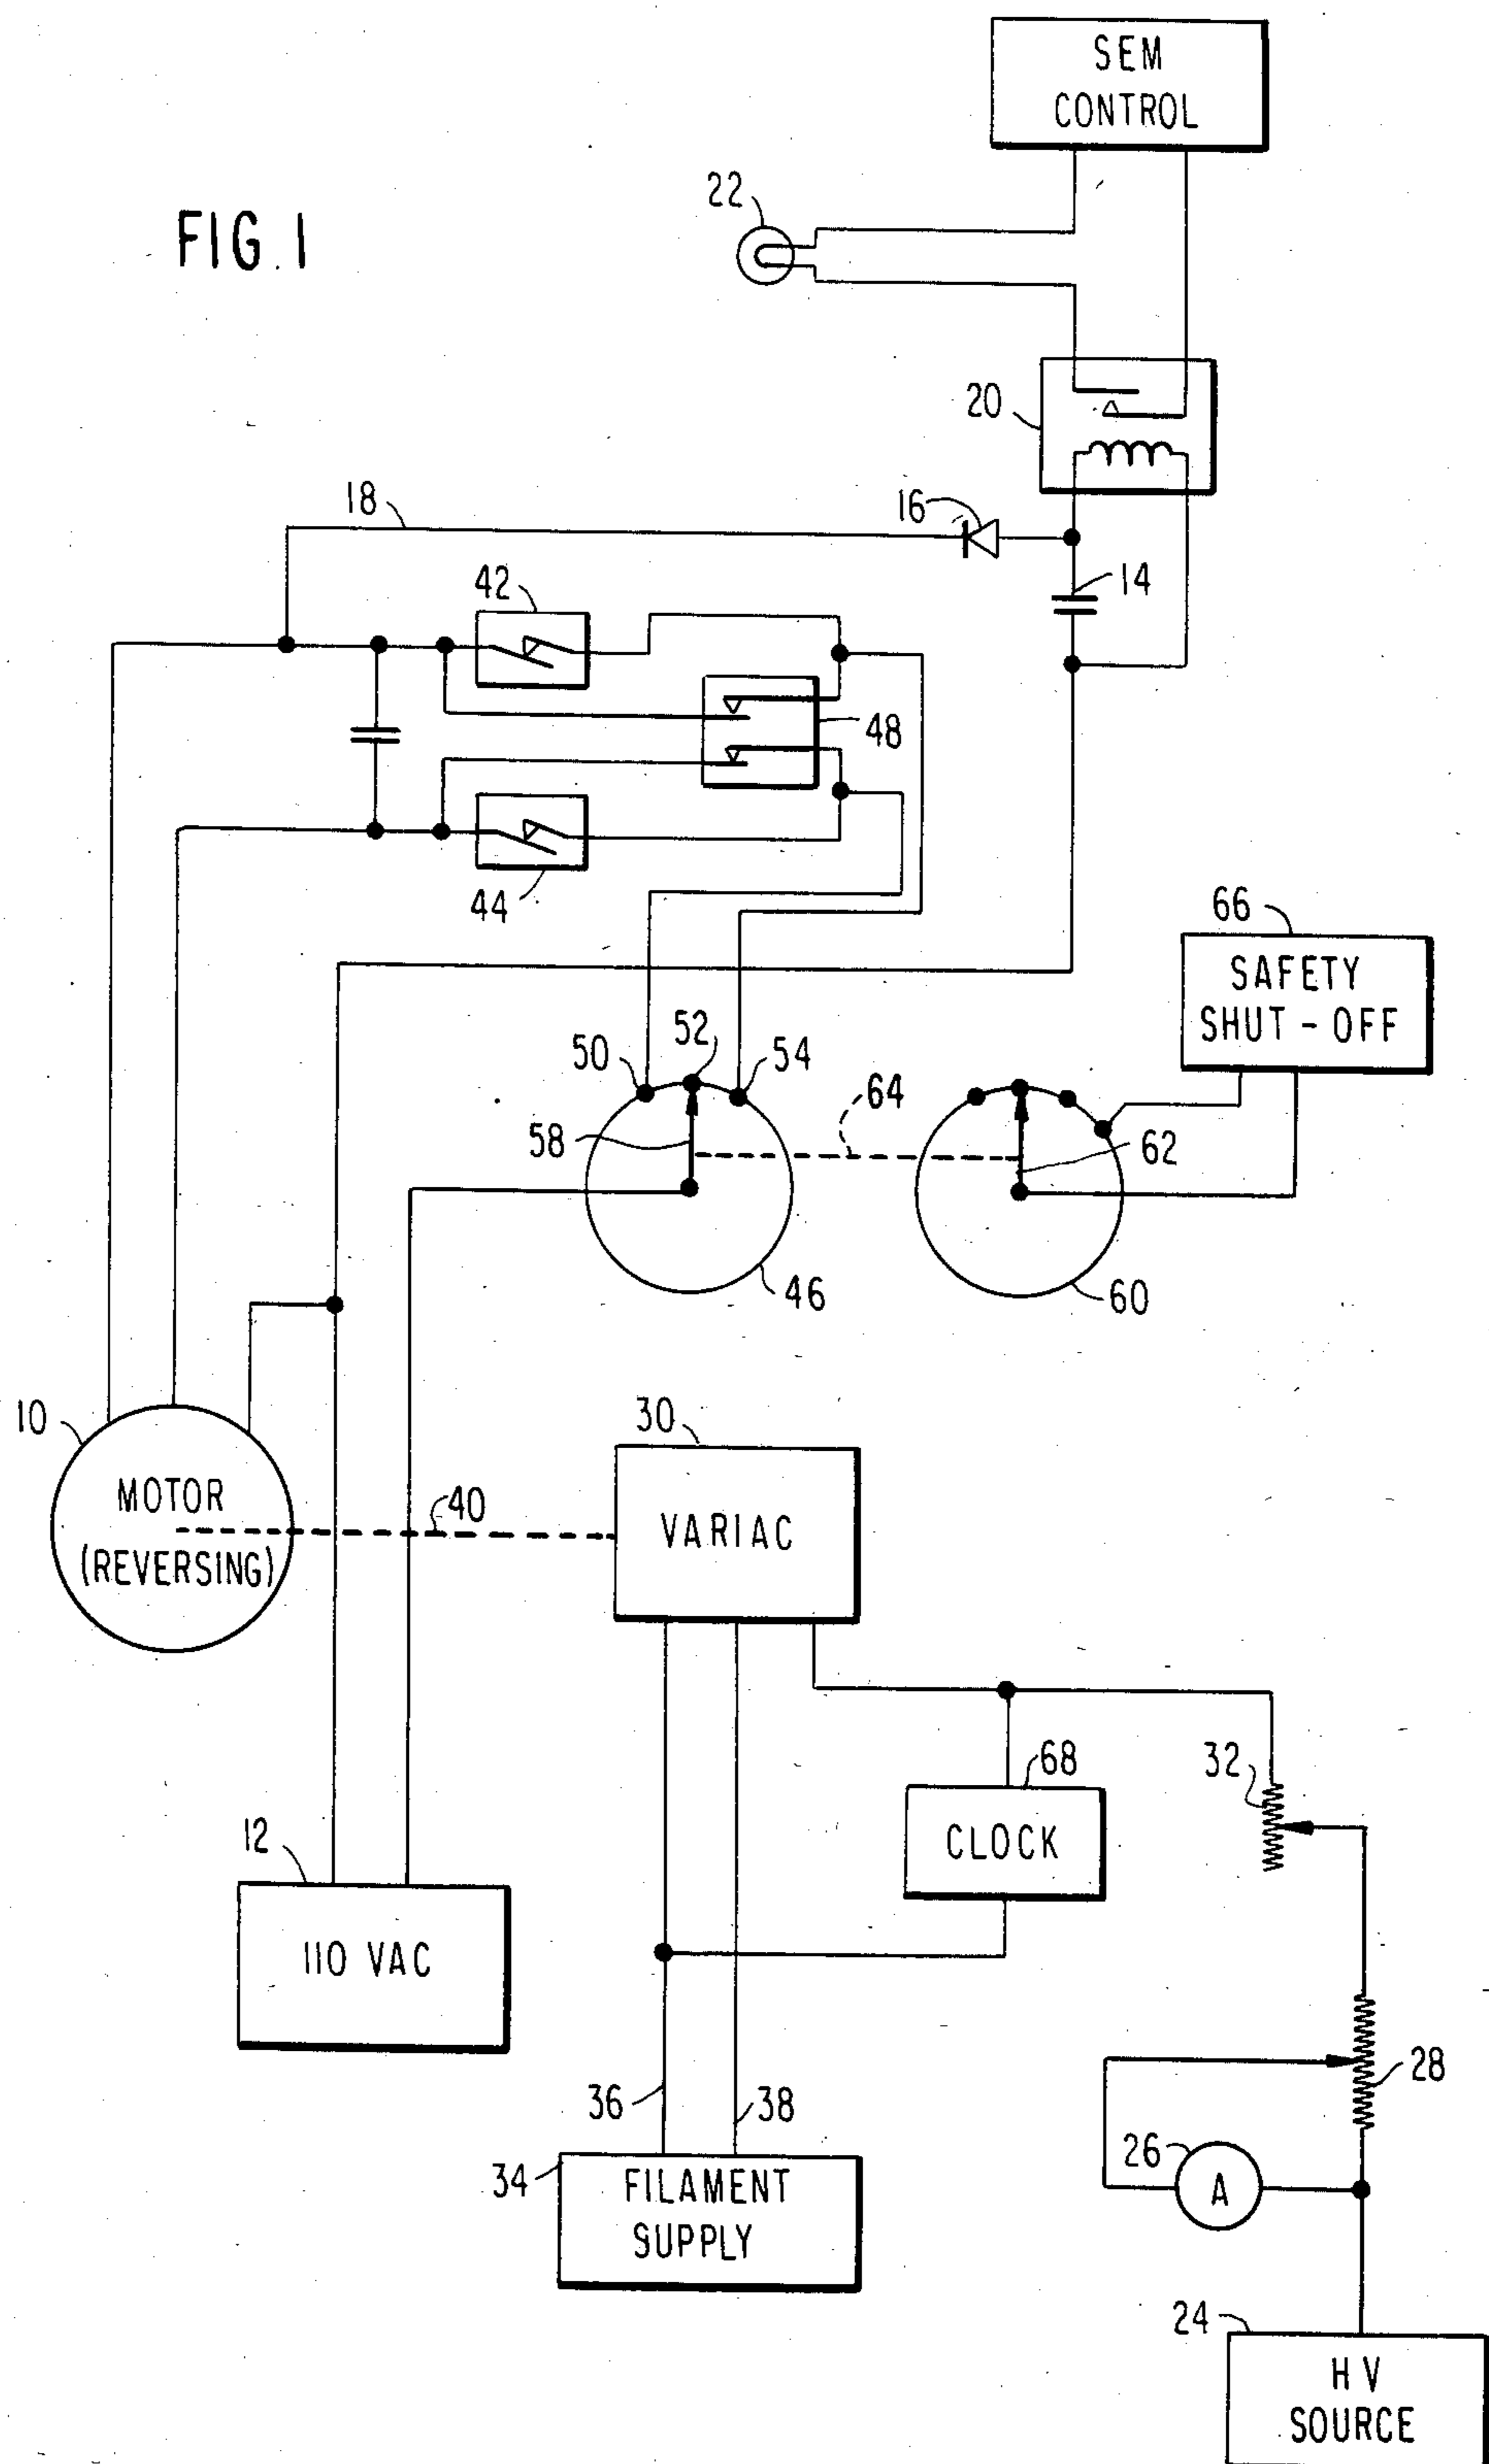 SEM
CONTROL
22
FIG. 1
20
18
16
14
42
48
44
66
SAFETY
SHUT - OFF
50
52
54
64
58
62
46
60
10
30
MOTOR
(REVERSING)
40
VARIAC
68
32
CLOCK
12
110 VAC
28
36
38
26
A
34
FILAMENT
SUPPLY
24
HV
SOURCE